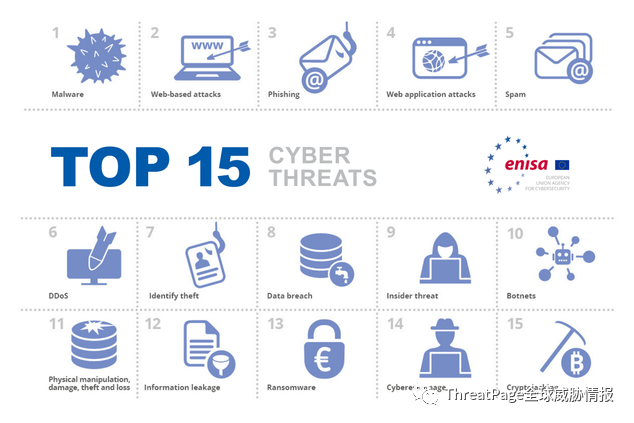 1
Malware
2
www
Web-based attacks
3
@
Phishing
4
Web application attacks
5
@
Spam
TOP 15
CYBER
THREATS
enisa
EUROPEAN
UNION AGENCY
FOR CYBERSECURITY
6
DDoS
7
Identify theft
8
Data breach
9
Insider threat
10
Botnets
11
Physical manipulation,
damage, theft and loss
12
Information leakage
13
€
Ransomware
14
15
ThreatPage全球威胁情报